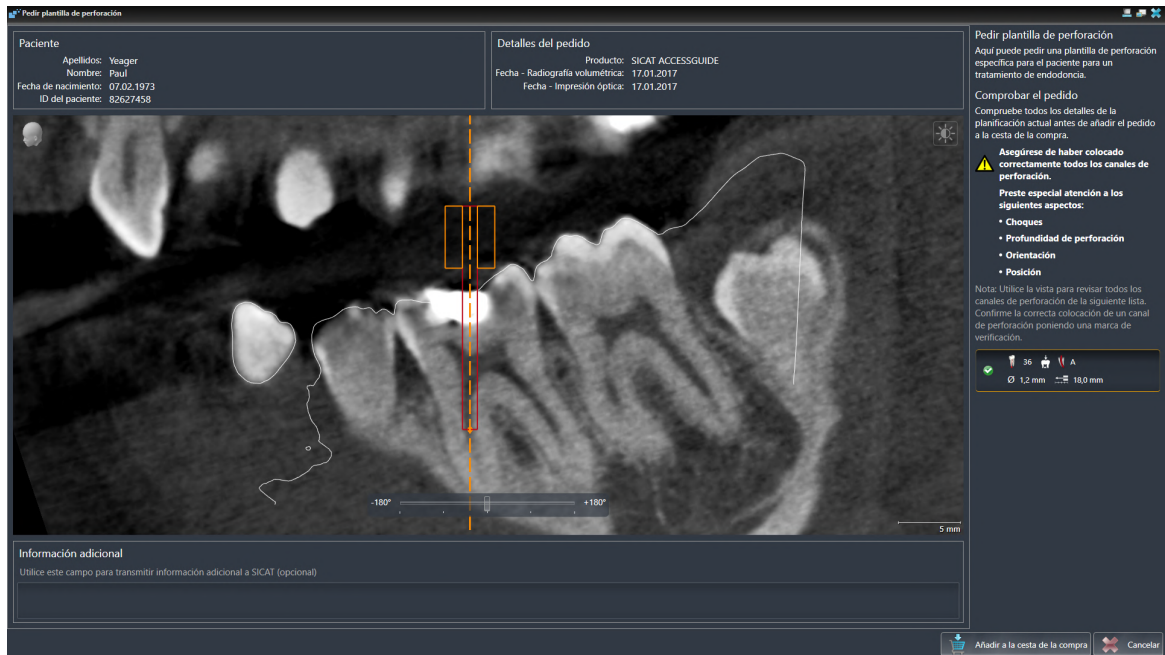 Pedir plantilla de perforación
Paciente
Apellidos: Yeager
Nombre: Paul
Fecha de nacimiento: 07.02.1973
ID del paciente: 82627458
Detalles del pedido
Producto: SICAT ACCESSGUIDE
Fecha - Radiografía volumétrica: 17.01.2017
Fecha - Impresión óptica: 17.01.2017
-180°
+180°
5 mm
Información adicional
Utilice este campo para transmitir información adicional a SICAT (opcional)
Pedir plantilla de perforación
Aquí puede pedir una plantilla de perforación
específica para el paciente para un
tratamiento de endodoncia.
Comprobar el pedido
Compruebe todos los detalles de la
planificación actual antes de añadir el pedido
a la cesta de la compra.
Asegúrese de haber colocado
correctamente todos los canales de
perforación.
Preste especial atención a los
siguientes aspectos:
• Choques
• Profundidad de perforación
• Orientación
• Posición
Nota: Utilice la vista para revisar todos los
canales de perforación de la siguiente lista.
Confirme la correcta colocación de un canal
de perforación poniendo una marca de
verificación.
36 A
Ø 1,2 mm 18,0 mm
Añadir a la cesta de la compra
Cancelar